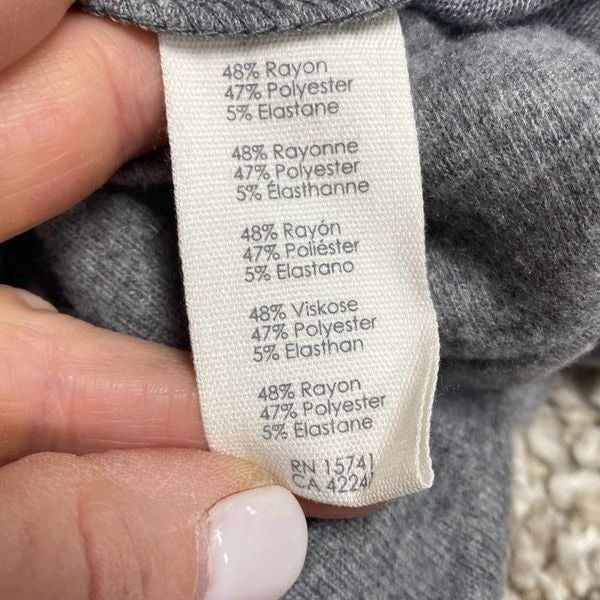 48% Rayon
47% Polyester
5% Elastane
48% Rayonne
47% Polyester
5% Élasthanne
48% Rayón
47% Poliéster
5% Elastano
48% Viskose
47% Polyester
5% Elasthan
48% Rayon
47% Polyester
5% Elastane
RN 15741
CA